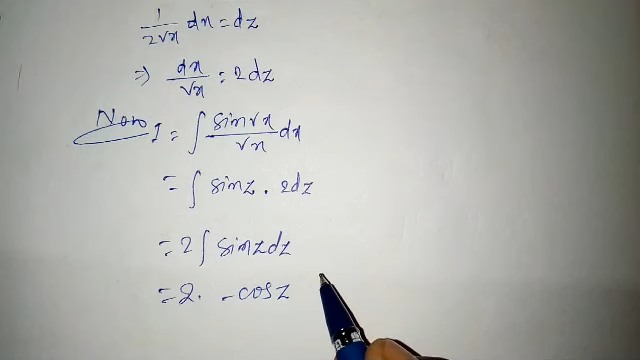 1/2√x dx = dz
⇒ dx/√x = 2dz
Now I = ∫ sin√x/√x dx
= ∫ sinz . 2dz
= 2 ∫ sinzdz
= 2. -cosz